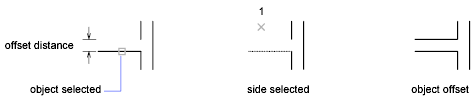 1
offset distance
object selected
side selected
object offset